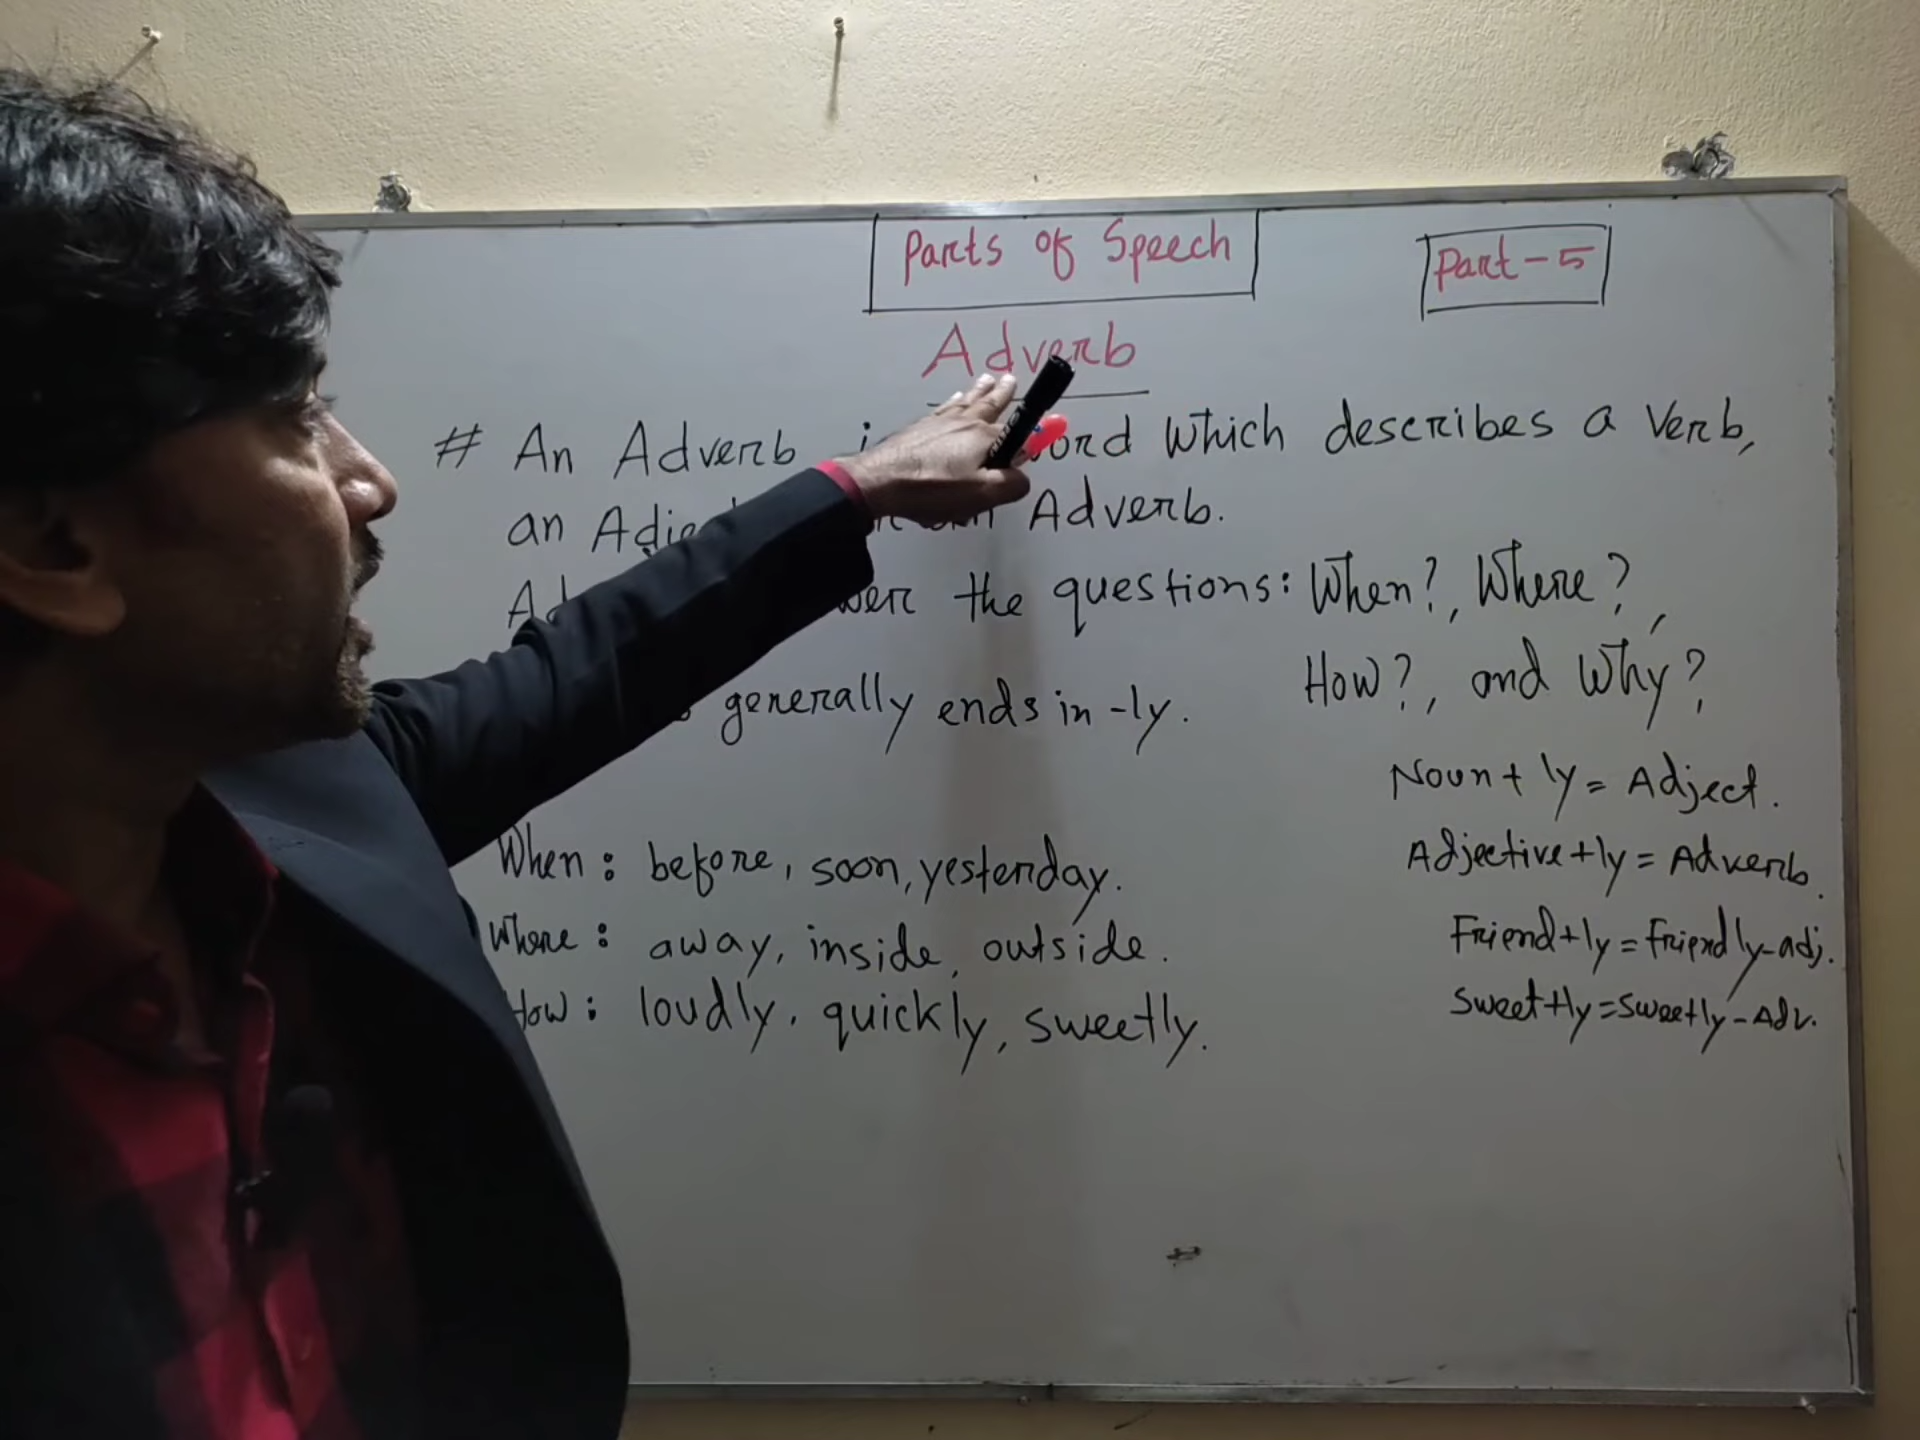 Parts of Speech
Part-5
Adverb
# An Adverb word which describes a Verb,
an Adverb.
the questions: When?, Where?,
How?, and Why?
generally ends in -ly.
Noun + ly = Adject.
Adjective+ly = Adverb.
Friend+ly=Friendly-adj.
Sweet+ly=Sweetly-Adv.
When: before, soon, yesterday.
Where: away, inside, outside.
How: loudly, quickly, sweetly.